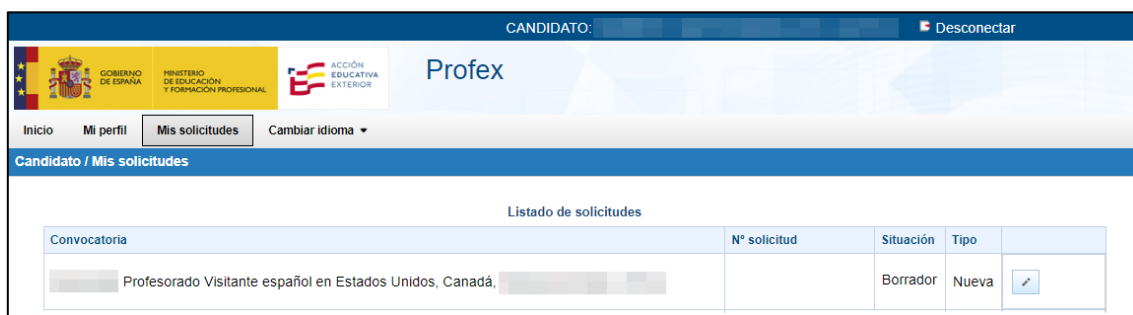 CANDIDATO: Desconectar
GOBIERNO
DE ESPAÑA
MINISTERIO
DE EDUCACIÓN
Y FORMACIÓN PROFESIONAL
ACCIÓN
EDUCATIVA
EXTERIOR
Profex
Inicio Mi perfil Mis solicitudes Cambiar idioma
Candidato / Mis solicitudes
Listado de solicitudes
Convocatoria Nº solicitud Situación Tipo
Profesorado Visitante español en Estados Unidos, Canadá, Borrador Nueva